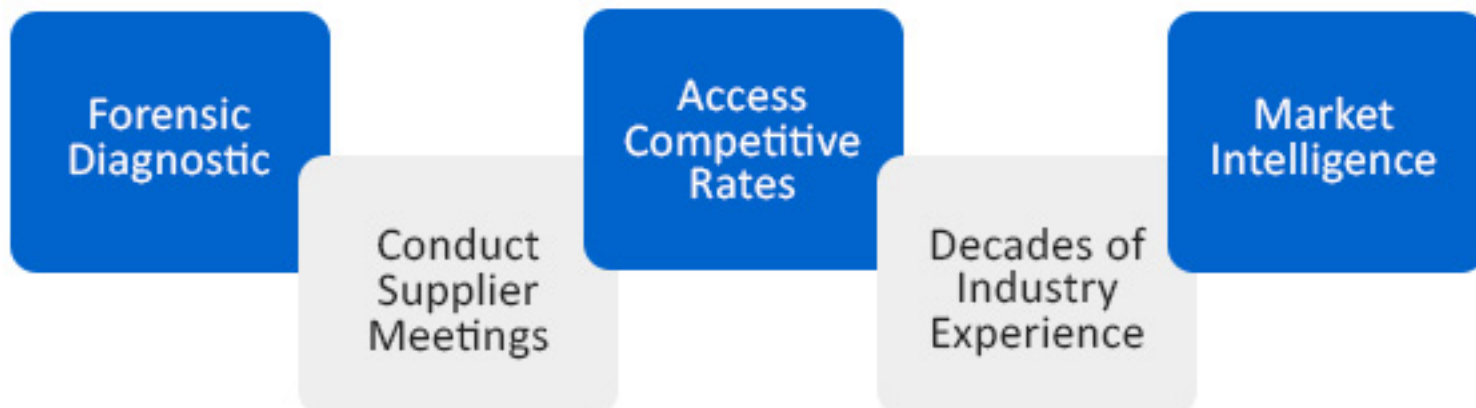 Forensic
Diagnostic
Conduct
Supplier
Meetings
Access
Competitive
Rates
Decades of
Industry
Experience
Market
Intelligence